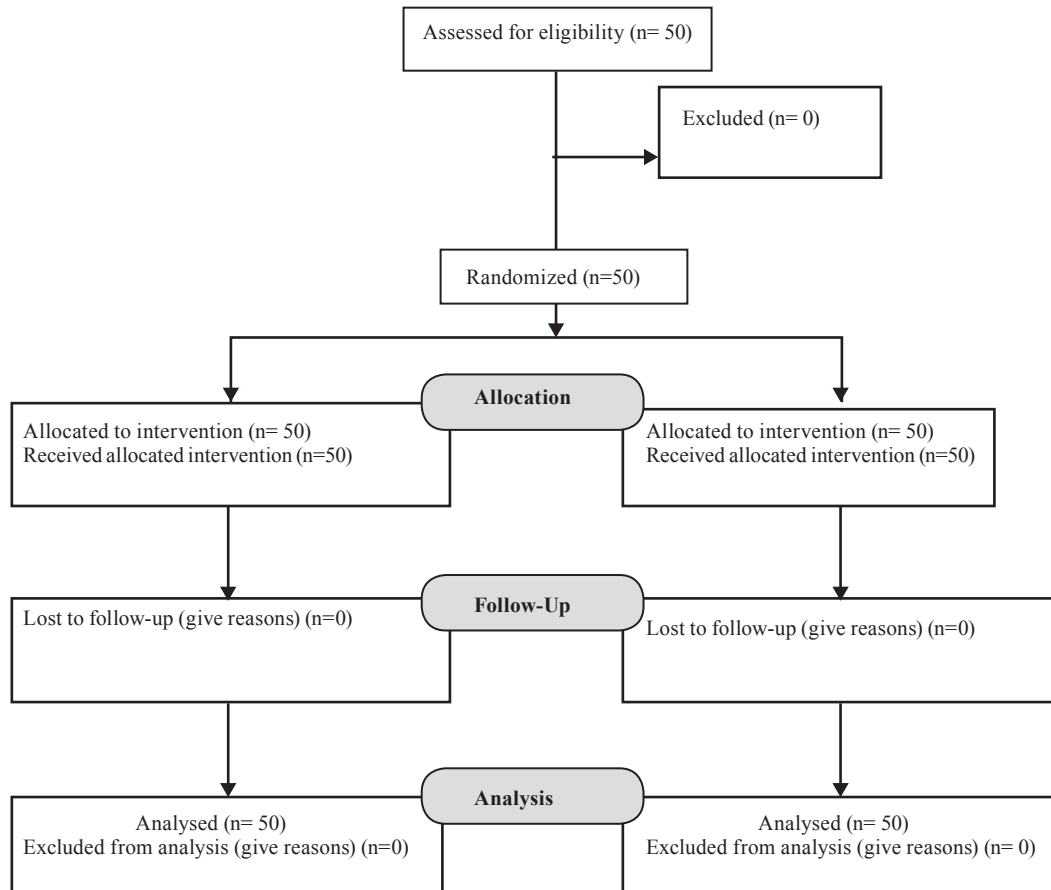 Assessed for eligibility (n= 50)
Excluded (n= 0)
Randomized (n=50)
Allocation
Allocated to intervention (n= 50)
Received allocated intervention (n=50)
Allocated to intervention (n= 50)
Received allocated intervention (n=50)
Follow-Up
Lost to follow-up (give reasons) (n=0)
Lost to follow-up (give reasons) (n=0)
Analysis
Analysed (n= 50)
Excluded from analysis (give reasons) (n=0)
Analysed (n= 50)
Excluded from analysis (give reasons) (n= 0)